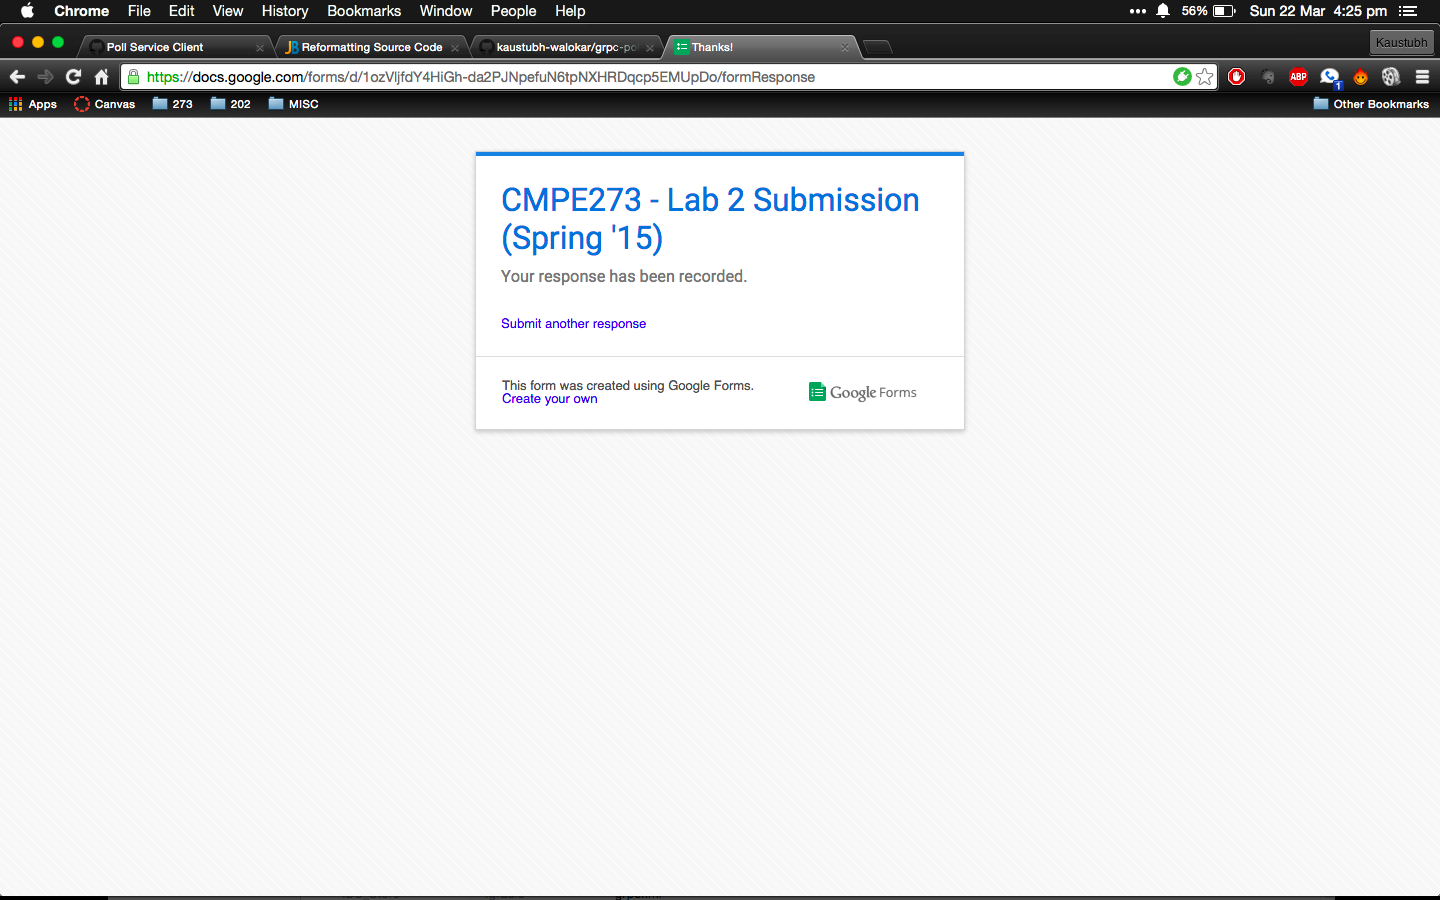 Chrome File Edit View History Bookmarks Window People Help 56% Sun 22 Mar 4:25 pm
Poll Service Client JB Reformatting Source Code kaustubh-walokar/grpc-pol Thanks! Kaustubh
https://docs.google.com/forms/d/1ozVljfdY4HiGh-da2PJNpefuN6tpNXHRDqcp5EMUpDo/formResponse ABP 1
Apps Canvas 273 202 MISC Other Bookmarks
CMPE273 - Lab 2 Submission
(Spring '15)
Your response has been recorded.
Submit another response
This form was created using Google Forms.
Create your own
Google Forms